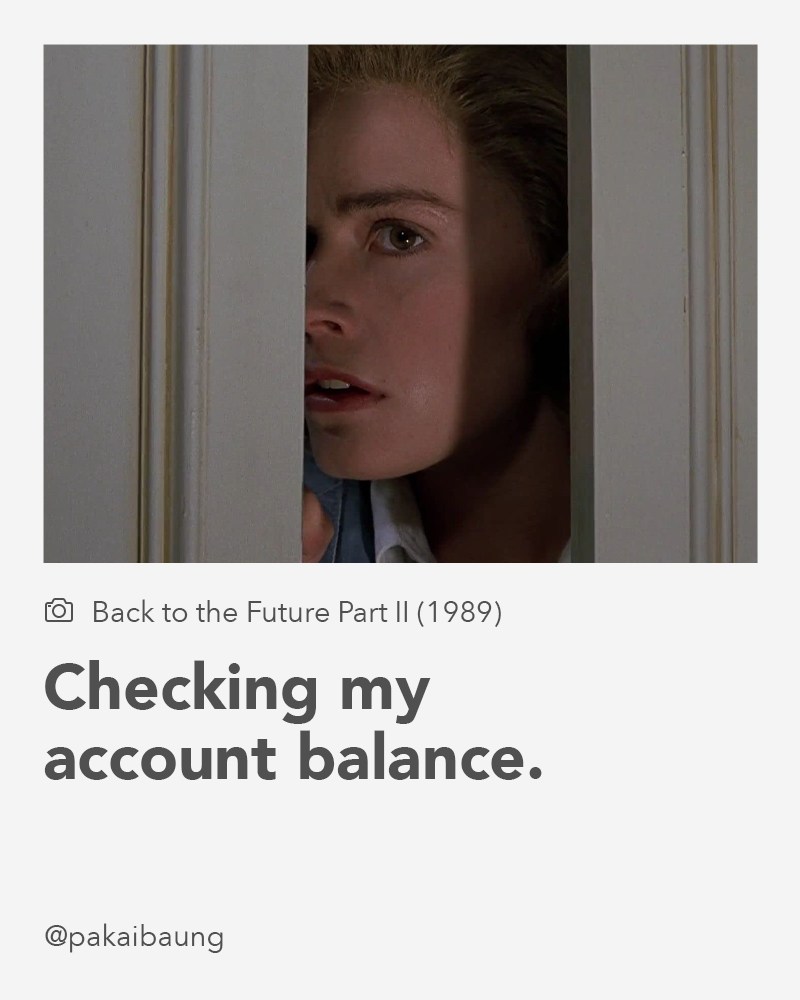 Back to the Future Part II (1989)
Checking my
account balance.
@pakaibaung